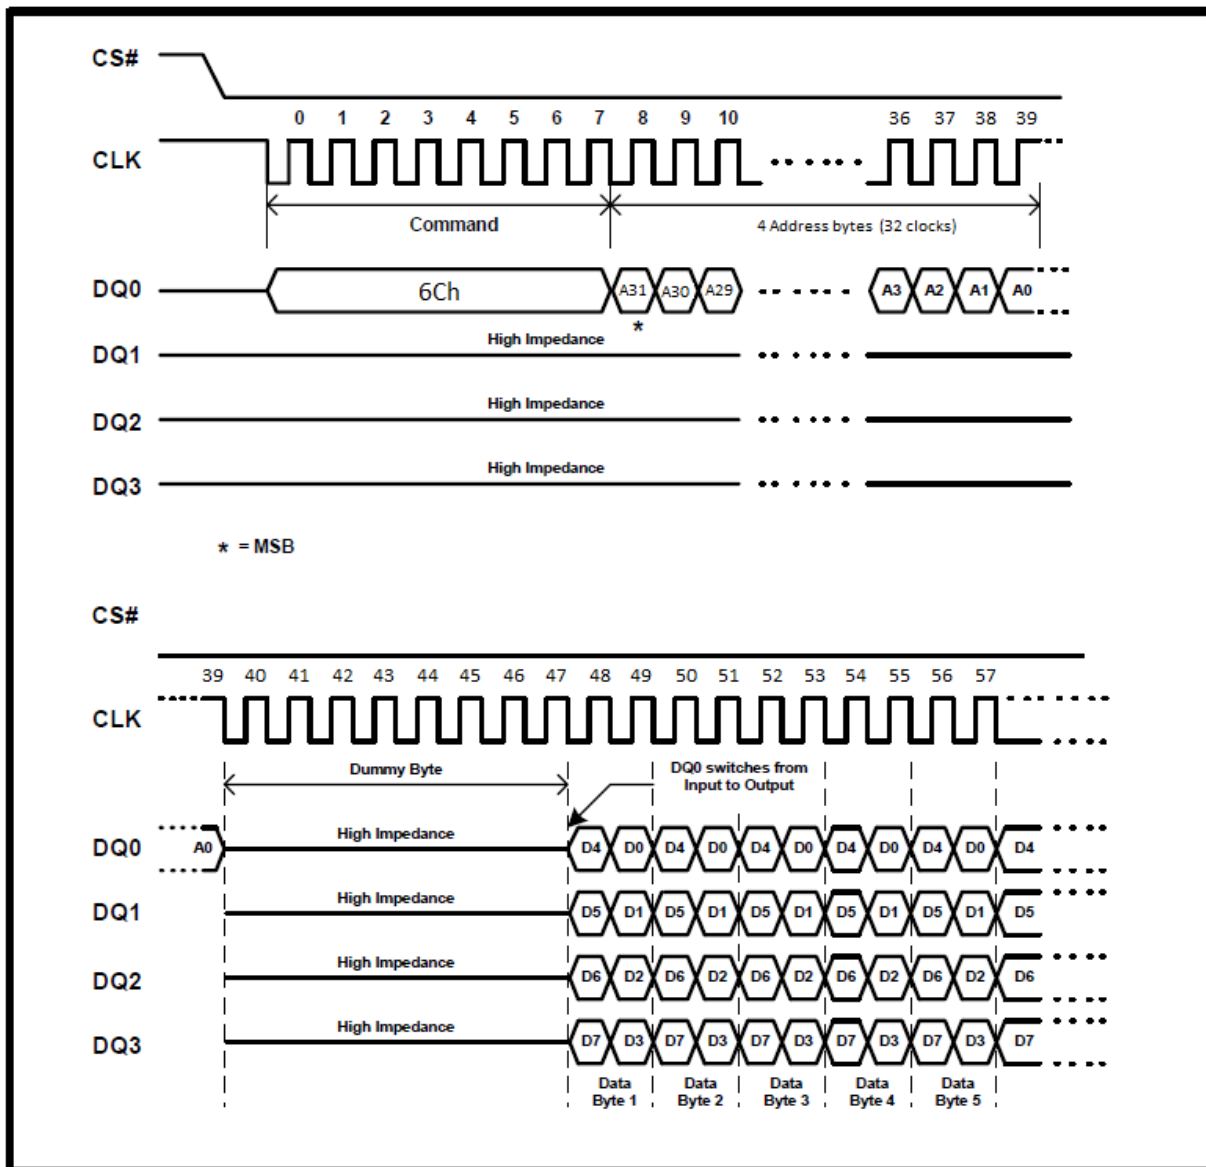 CS#
0 1 2 3 4 5 6 7 8 9 10 36 37 38 39
CLK
Command 4 Address bytes (32 clocks)
DQ0 6Ch A31 A30 A29 A3 A2 A1 A0
*
High Impedance
DQ1
High Impedance
DQ2
High Impedance
DQ3
* = MSB
CS#
39 40 41 42 43 44 45 46 47 48 49 50 51 52 53 54 55 56 57
CLK
Dummy Byte DQ0 switches from
Input to Output
DQ0 A0 High Impedance D4 D0 D4 D0 D4 D0 D4 D0 D4 D0 D4
DQ1 High Impedance D5 D1 D5 D1 D5 D1 D5 D1 D5 D1 D5
DQ2 High Impedance D6 D2 D6 D2 D6 D2 D6 D2 D6 D2 D6
DQ3 High Impedance D7 D3 D7 D3 D7 D3 D7 D3 D7 D3 D7
Data Data Data Data Data
Byte 1 Byte 2 Byte 3 Byte 4 Byte 5